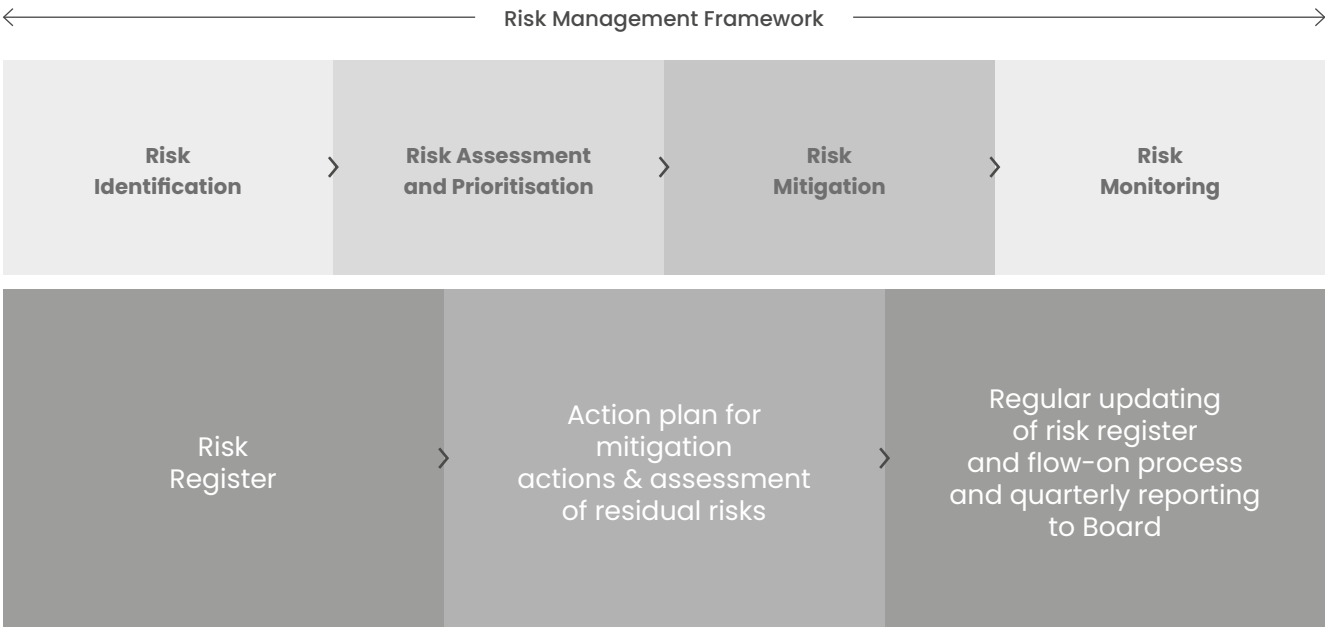 Risk Management Framework
Risk
Identification
Risk Assessment
and Prioritisation
Risk
Mitigation
Risk
Monitoring
Risk
Register
Action plan for
mitigation
actions & assessment
of residual risks
Regular updating
of risk register
and flow-on process
and quarterly reporting
to Board